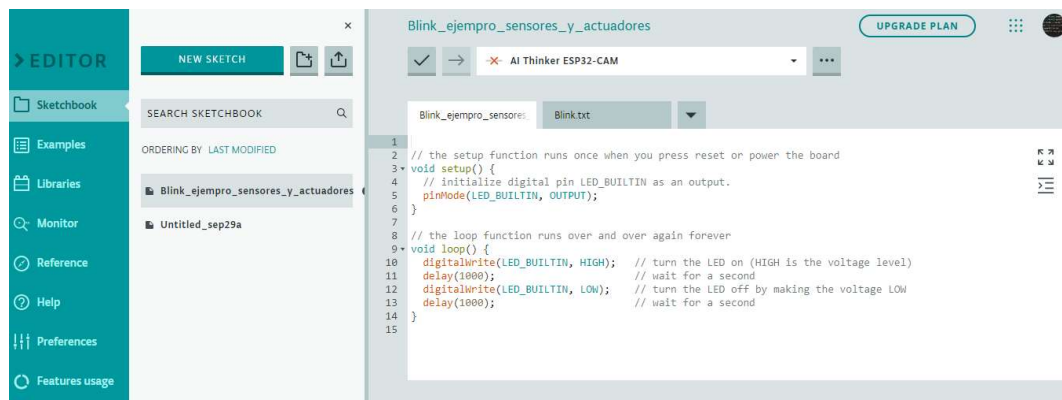 EDITOR
Sketchbook
Examples
Libraries
Monitor
Reference
Help
Preferences
Features usage
×
NEW SKETCH
SEARCH SKETCHBOOK
ORDERING BY LAST MODIFIED
Blink_ejempro_sensores_y_actuadores
Untitled_sep29a
Blink_ejempro_sensores_y_actuadores
UPGRADE PLAN
AI Thinker ESP32-CAM
Blink_ejempro_sensores_ Blink.txt
1
2 // the setup function runs once when you press reset or power the board
3 void setup() {
4 // initialize digital pin LED_BUILTIN as an output.
5 pinMode(LED_BUILTIN, OUTPUT);
6 }
7
8 // the loop function runs over and over again forever
9 void loop() {
10 digitalWrite(LED_BUILTIN, HIGH); // turn the LED on (HIGH is the voltage level)
11 delay(1000); // wait for a second
12 digitalWrite(LED_BUILTIN, LOW); // turn the LED off by making the voltage LOW
13 delay(1000); // wait for a second
14 }
15